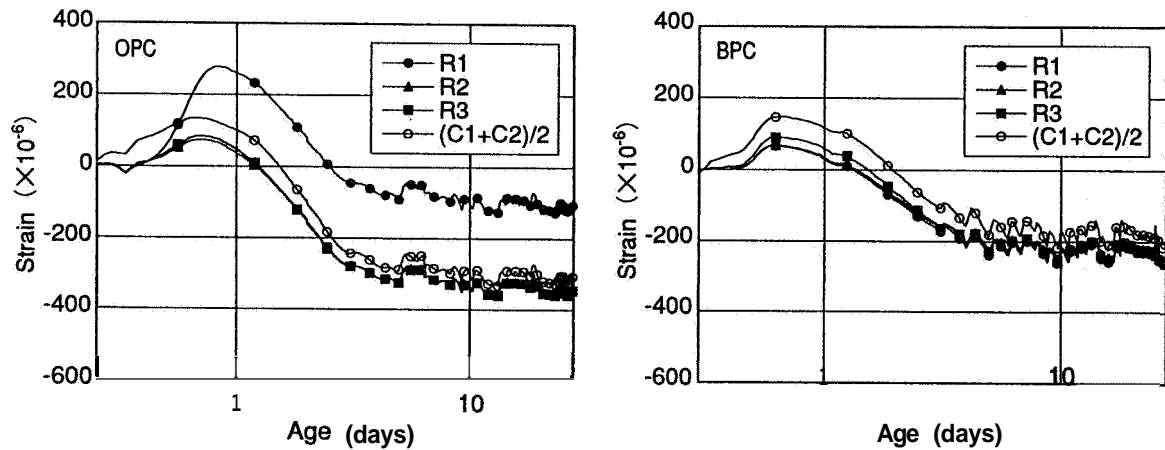 OPC
R1
R2
R3
(C1+C2)/2
400
200
0
-200
-400
-600
Strain (×10⁻⁶)
1
10
Age (days)
BPC
R1
R2
R3
(C1+C2)/2
400
200
0
-200
-400
-600
Strain (×10⁻⁶)
1
10
Age (days)